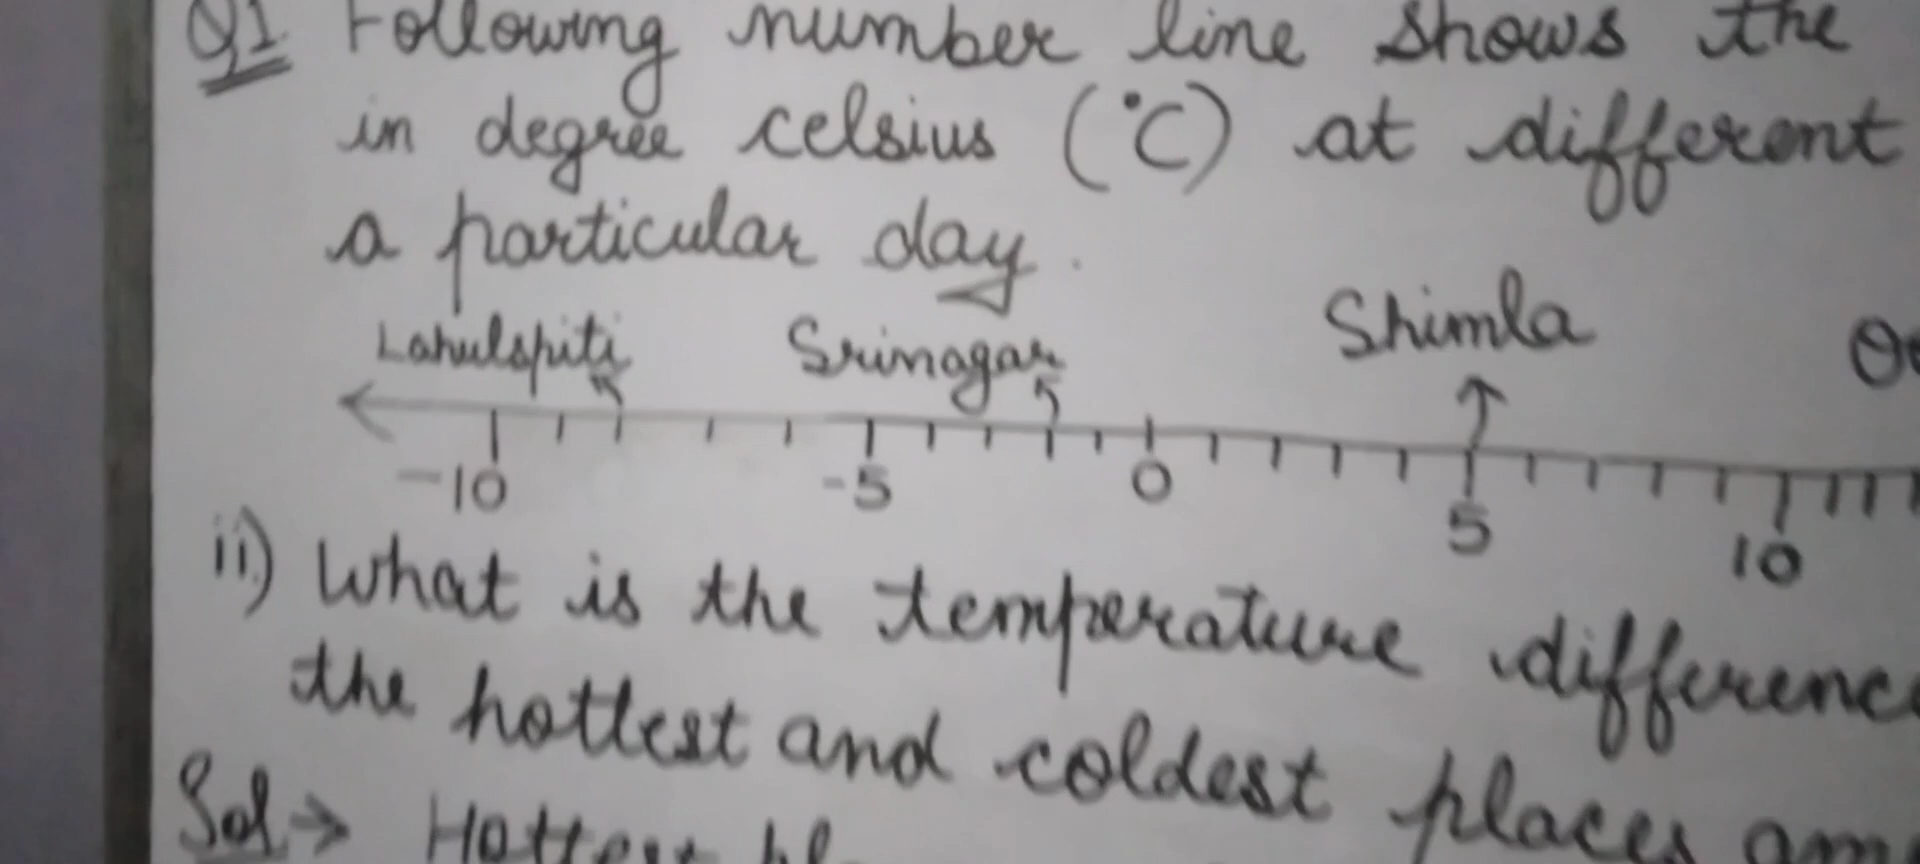 Q1. Following number line shows the
in degree celsius (°C) at different
a particular day.
Lahulspiti Srinagar Shimla
-10 -5 0 5 10
ii) What is the temperature
the hottest and coldest places
Sol → Hottest